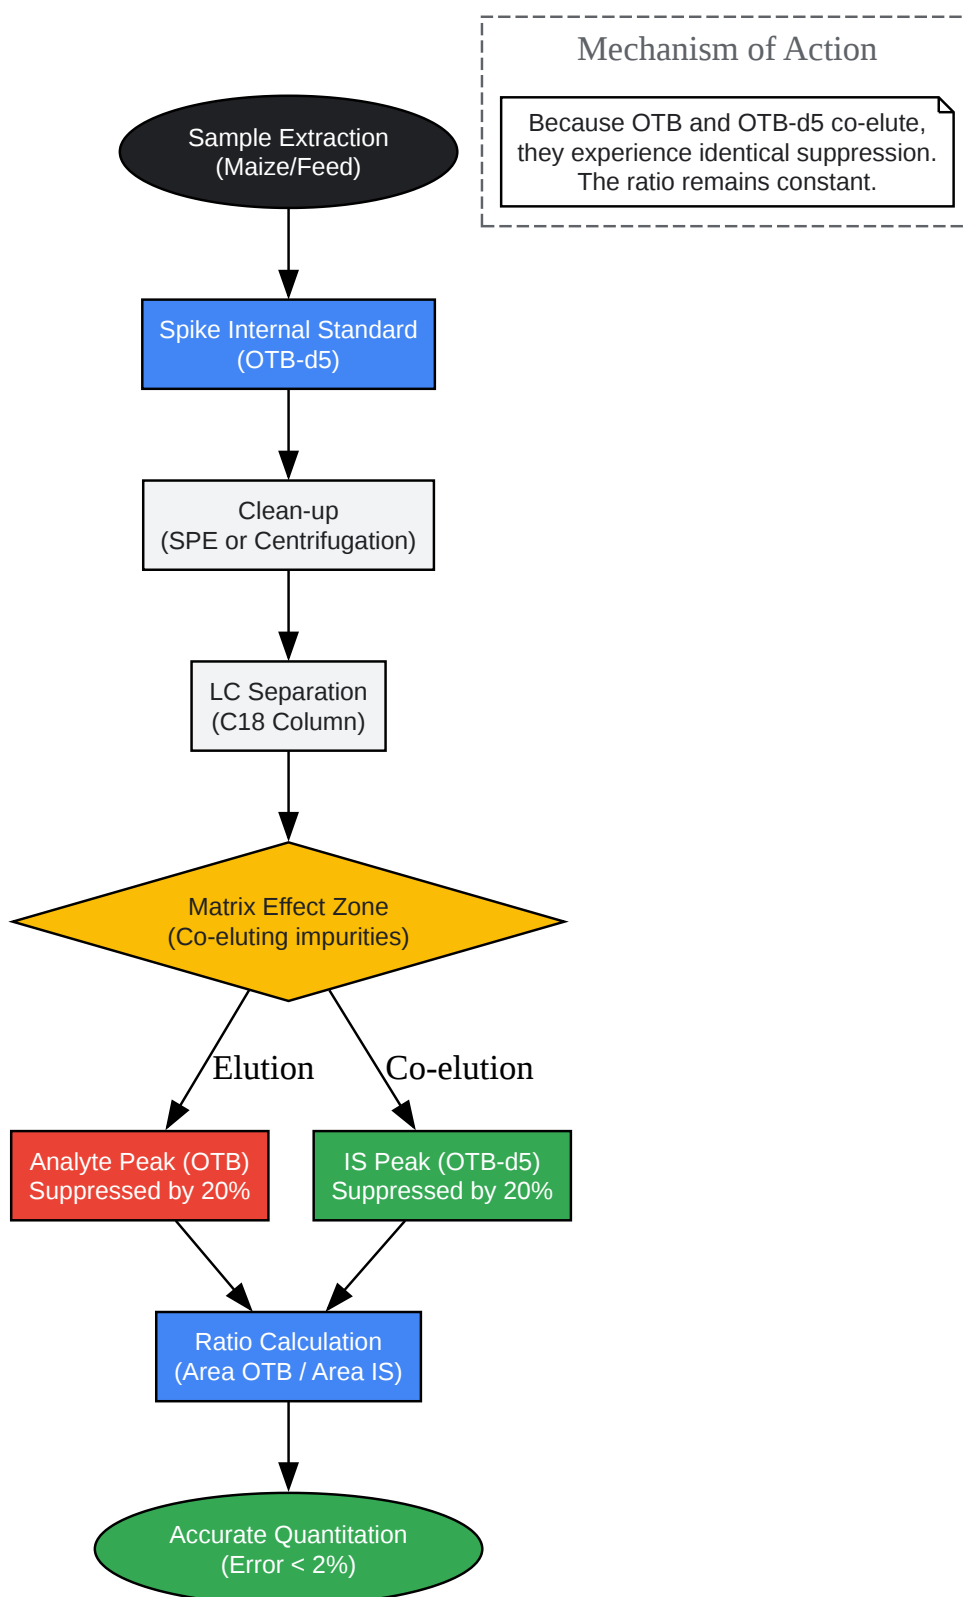 Mechanism of Action
Because OTB and OTB-d5 co-elute,
they experience identical suppression.
The ratio remains constant.
Sample Extraction
(Maize/Feed)
Spike Internal Standard
(OTB-d5)
Clean-up
(SPE or Centrifugation)
LC Separation
(C18 Column)
Matrix Effect Zone
(Co-eluting impurities)
Elution
Co-elution
Analyte Peak (OTB)
Suppressed by 20%
IS Peak (OTB-d5)
Suppressed by 20%
Ratio Calculation
(Area OTB / Area IS)
Accurate Quantitation
(Error < 2%)